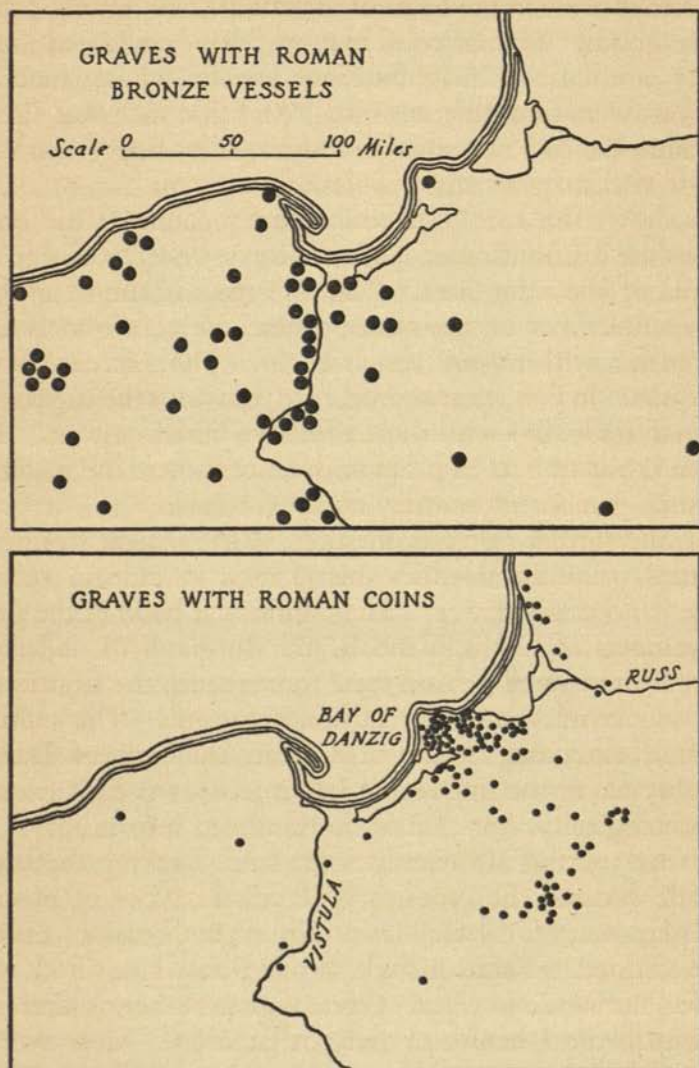 GRAVES WITH ROMAN
BRONZE VESSELS
Scale 0 50 100 Miles
GRAVES WITH ROMAN COINS
RUSS
BAY OF
DANZIG
VISTULA